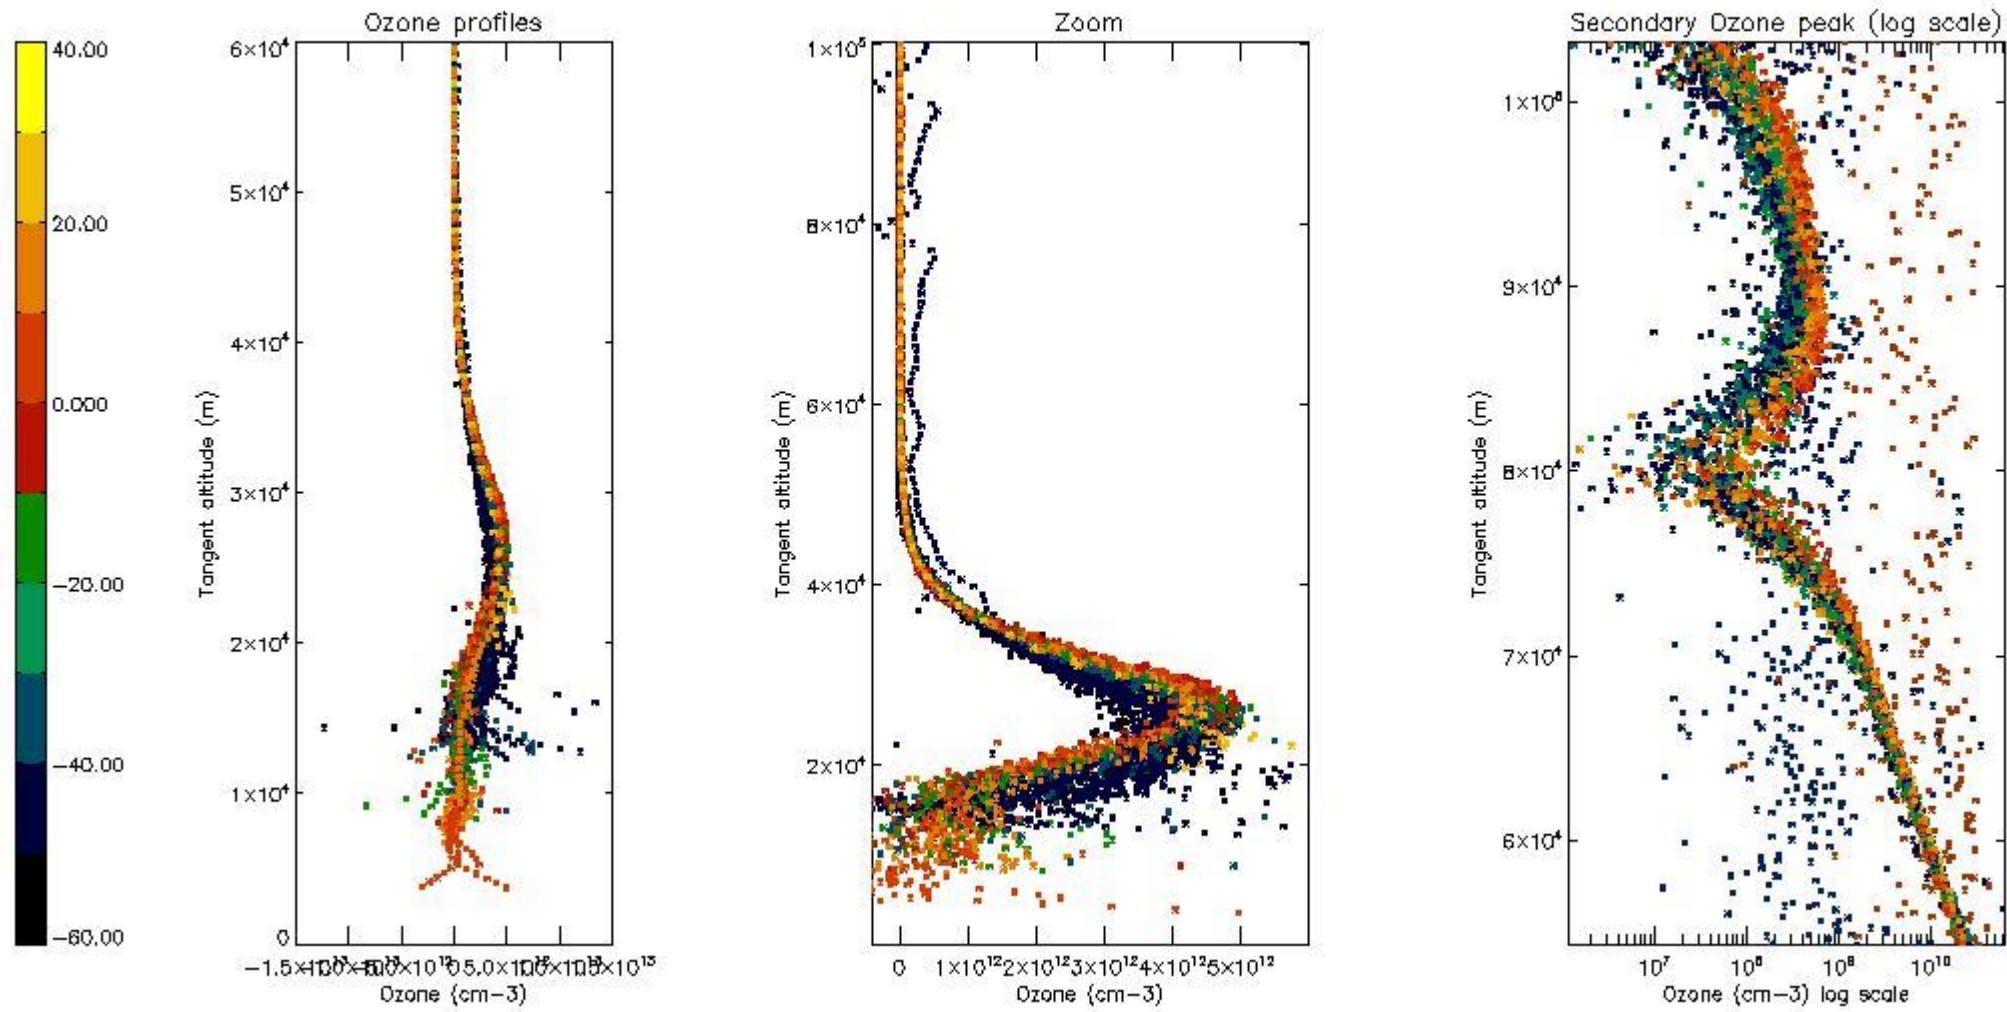 Ozone profiles
Zoom
Secondary Ozone peak (log scale)
40.00
20.00
0.000
−20.00
−40.00
−60.00
6×10⁴
5×10⁴
4×10⁴
3×10⁴
2×10⁴
1×10⁴
0
Tangent altitude (m)
Ozone (cm−3)
1×10⁵
8×10⁴
6×10⁴
4×10⁴
2×10⁴
Tangent altitude (m)
0 1×10¹² 2×10¹² 3×10¹² 4×10¹² 5×10¹²
Ozone (cm−3)
9×10⁴
8×10⁴
7×10⁴
6×10⁴
Tangent altitude (m)
10⁷ 10⁸ 10⁹ 10¹⁰
Ozone (cm−3) log scale